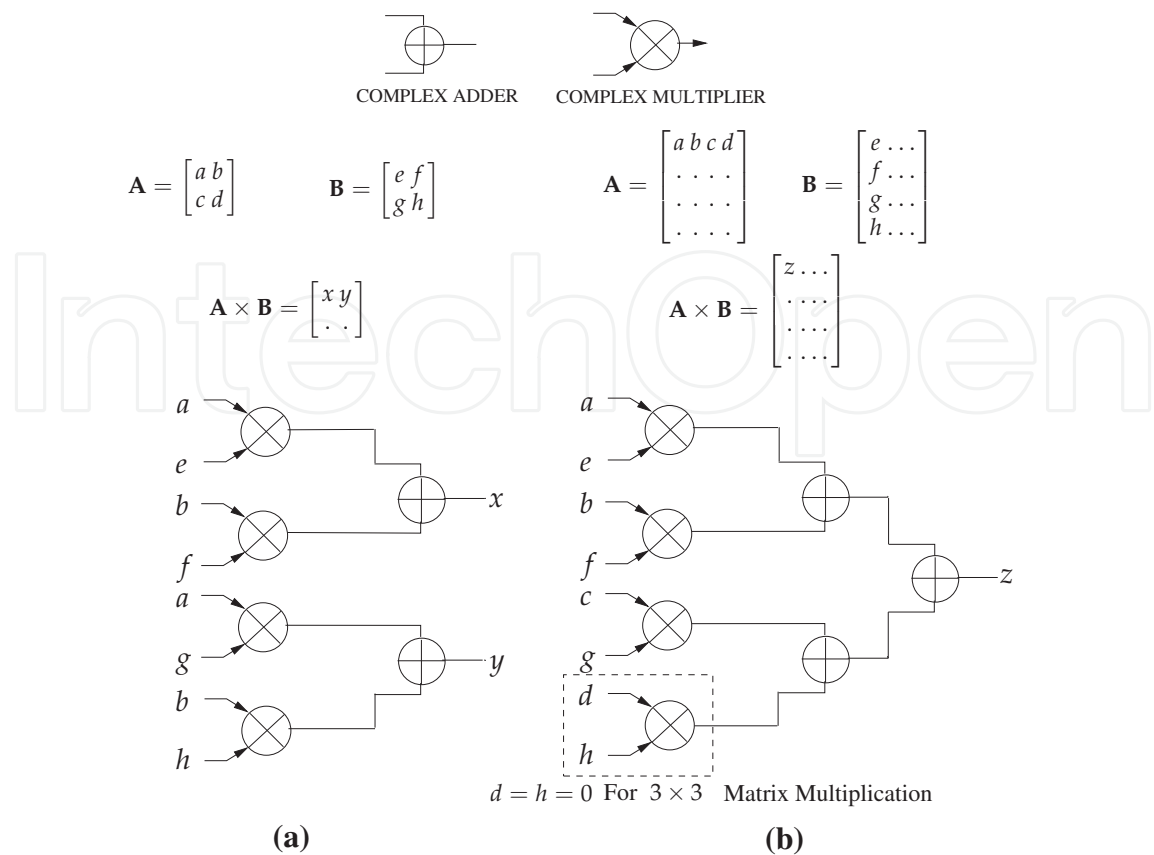 COMPLEX ADDER COMPLEX MULTIPLIER
A = [a b
c d]
B = [e f
g h]
A = [a b c d
. . . .
. . . .
. . . .]
B = [e ...
f ...
g ...
h ...]
A × B = [x y
. .]
A × B = [z ...
. . . .
. . . .
. . . .]
IntechOpen
a
e
b
f
x
a
g
b
h
y
a
e
b
f
c
g
d
h
z
d = h = 0 For 3 × 3 Matrix Multiplication
(a)
(b)